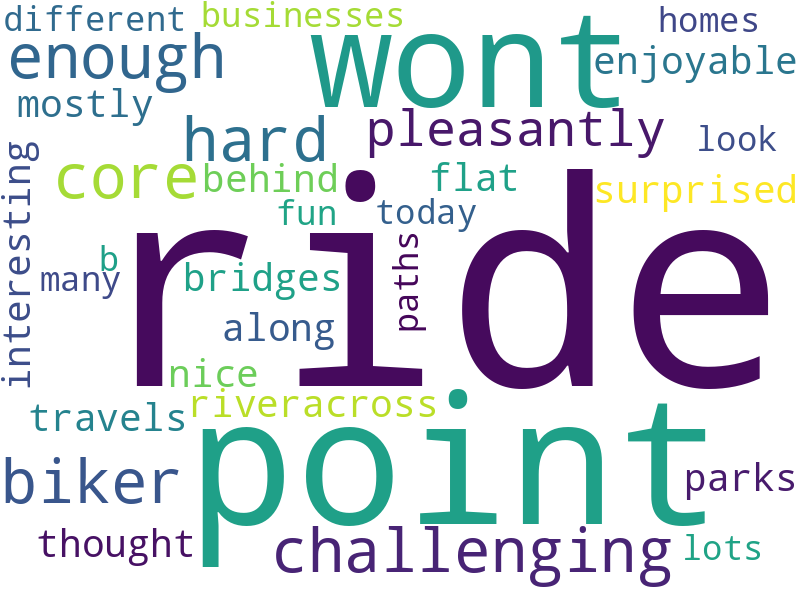 different
businesses
wont
homes
enough
enjoyable
mostly
hard
pleasantly
look
interesting
core
behind
flat
surprised
ride
fun
today
b
many
bridges
paths
along
nice
riveracross
travels
point
biker
parks
thought
challenging
lots